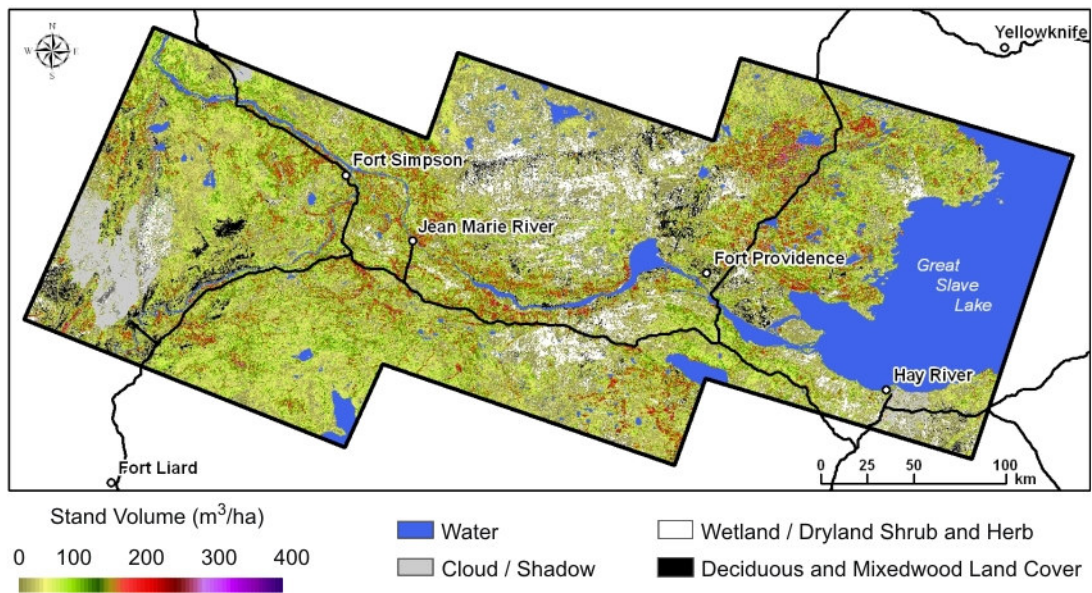 N
W E
S
Yellowknife
Fort Simpson
Jean Marie River
Fort Providence
Great
Slave
Lake
Hay River
Fort Liard
0 25 50 100
km
Stand Volume (m³/ha)
0 100 200 300 400
Water
Cloud / Shadow
Wetland / Dryland Shrub and Herb
Deciduous and Mixedwood Land Cover